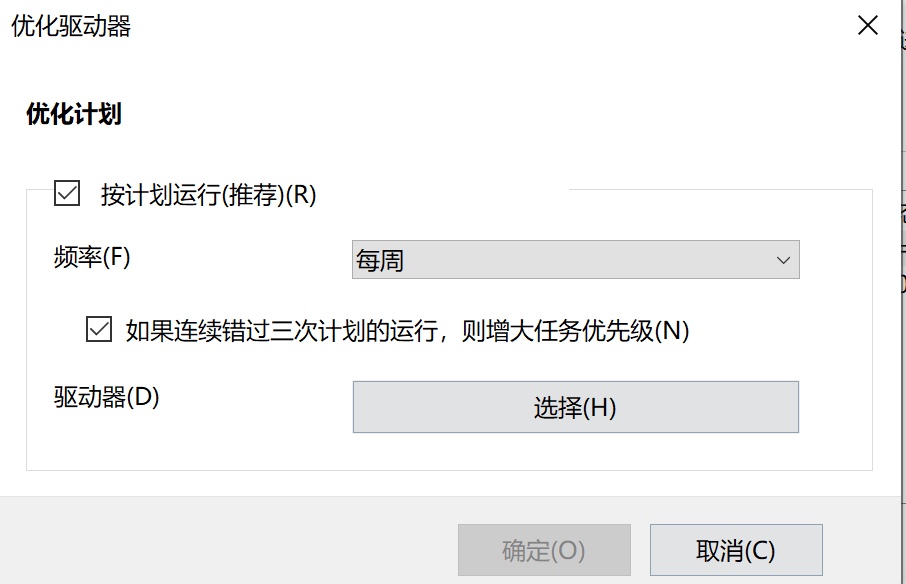 优化驱动器
优化计划
按计划运行(推荐)(R)
频率(F)
每周
如果连续错过三次计划的运行，则增大任务优先级(N)
驱动器(D)
选择(H)
确定(O)
取消(C)